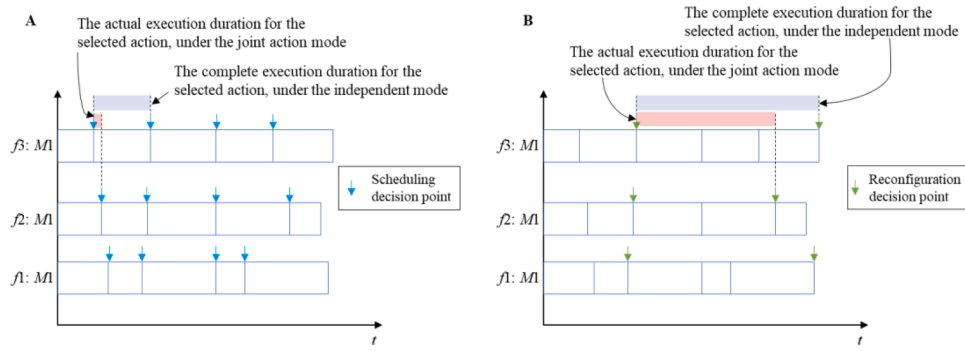 A
The actual execution duration for the
selected action, under the joint action mode
The complete execution duration for the
selected action, under the independent mode
f3: M1
f2: M1
f1: M1
Scheduling
decision point
t
B
The complete execution duration for the
selected action, under the independent mode
The actual execution duration for the
selected action, under the joint action mode
f3: M1
f2: M1
f1: M1
Reconfiguration
decision point
t